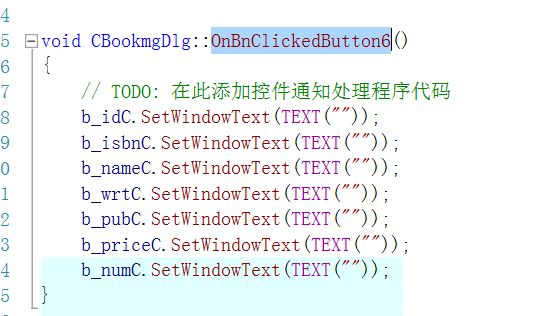 4
5 void CBookmgDlg::OnBnClickedButton6()
6 {
7 // TODO: 在此添加控件通知处理程序代码
8 b_idC.SetWindowText(TEXT(""));
9 b_isbnC.SetWindowText(TEXT(""));
0 b_nameC.SetWindowText(TEXT(""));
1 b_wrtC.SetWindowText(TEXT(""));
2 b_pubC.SetWindowText(TEXT(""));
3 b_priceC.SetWindowText(TEXT(""));
4 b_numC.SetWindowText(TEXT(""));
5 }